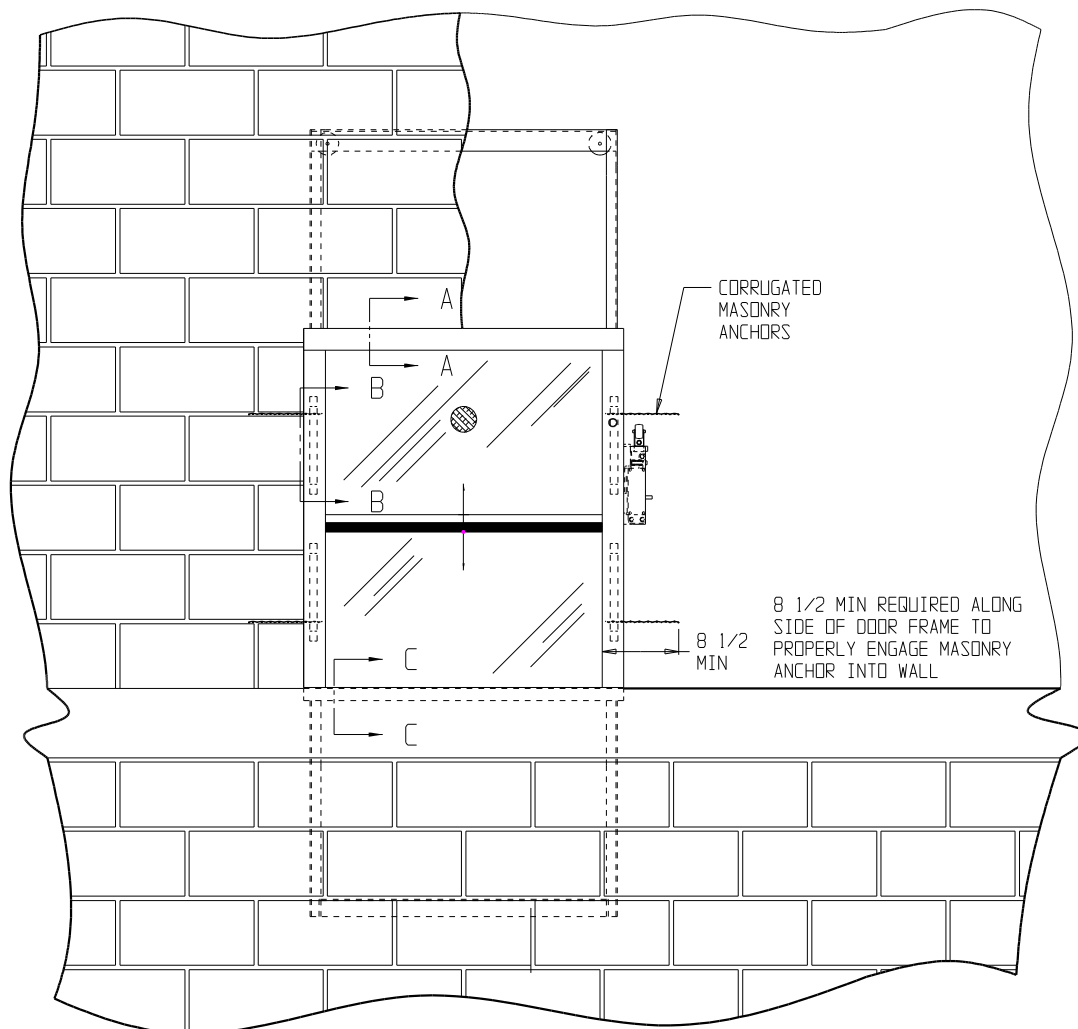 A
CORRUGATED
MASONRY
ANCHORS
A
B
B
8 1/2 MIN REQUIRED ALONG
SIDE OF DOOR FRAME TO
PROPERLY ENGAGE MASONRY
ANCHOR INTO WALL
8 1/2
MIN
C
C